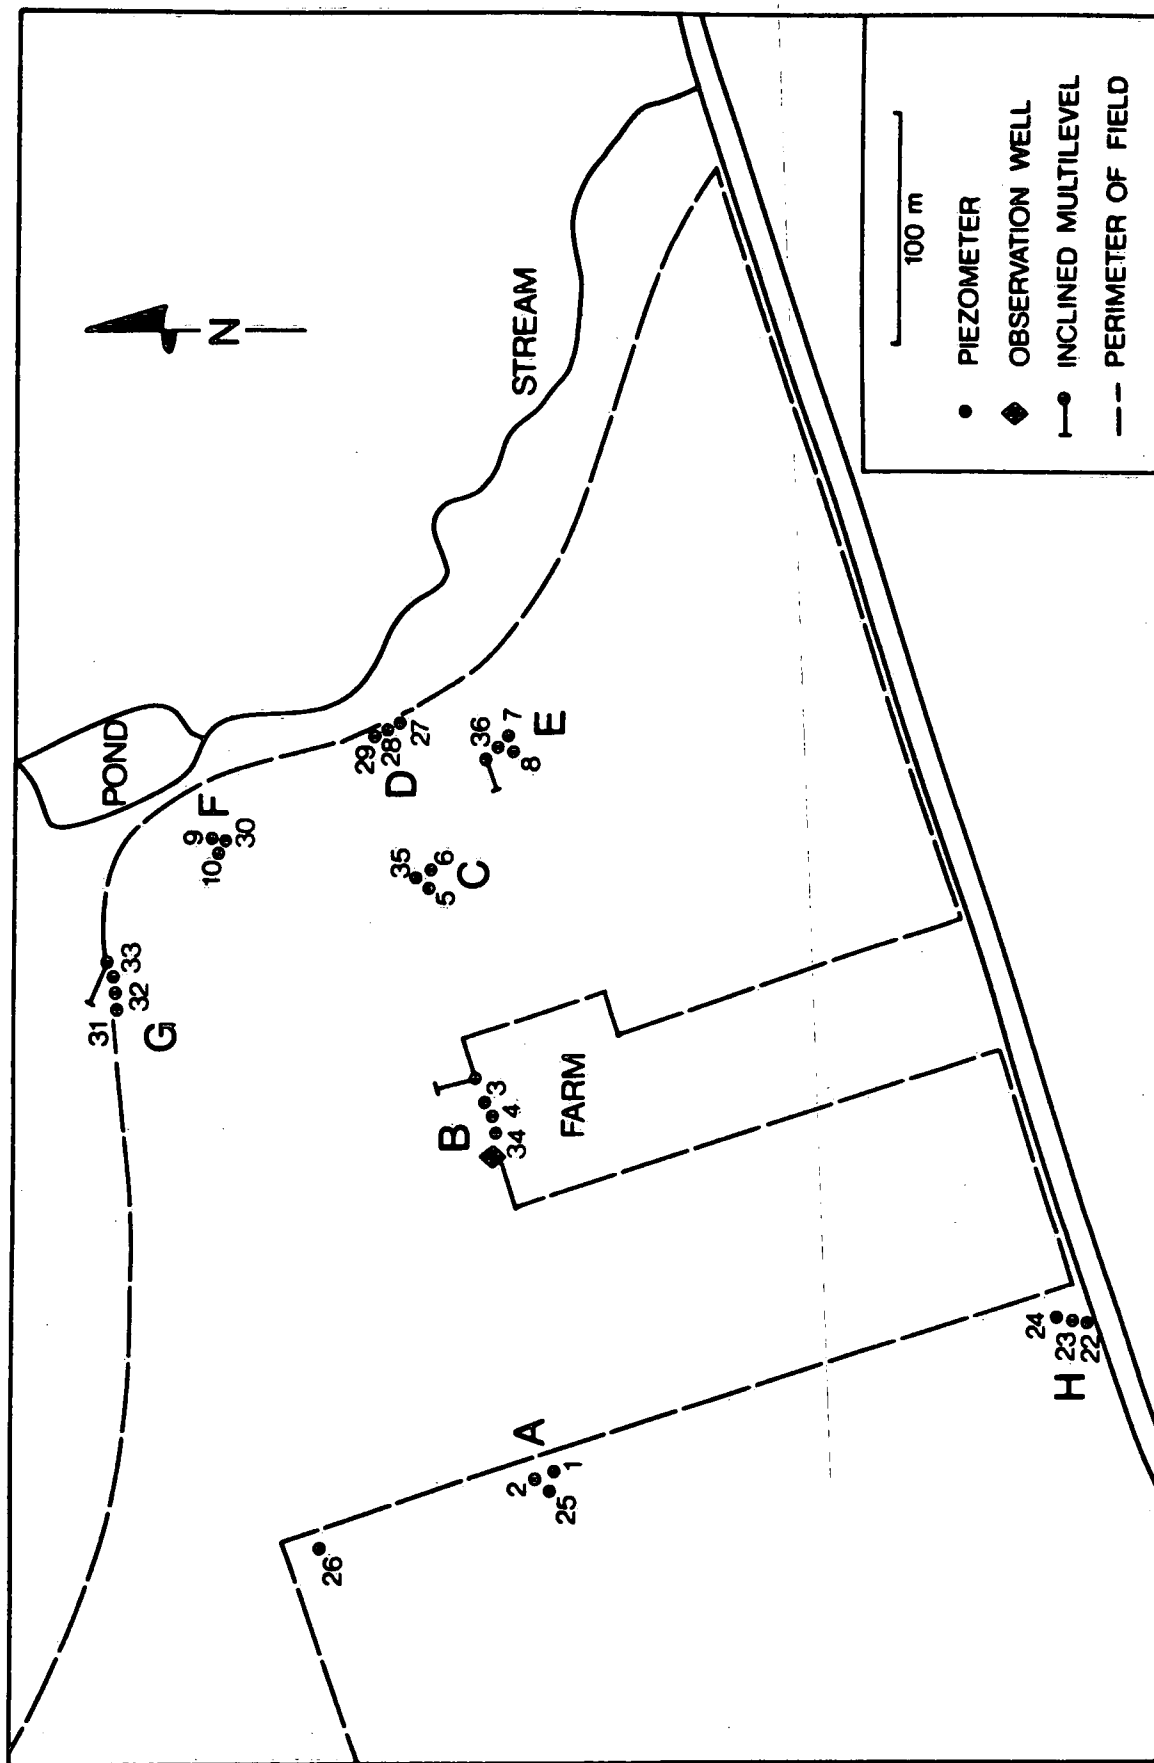 POND
31
32
33
G
9
10
F
30
N
26
29
28
27
D
35
6
5
C
B
3
4
34
36
7
8
E
STREAM
2
A
1
25
FARM
24
23
22
H
100 m
PIEZOMETER
OBSERVATION WELL
INCLINED MULTILEVEL
PERIMETER OF FIELD